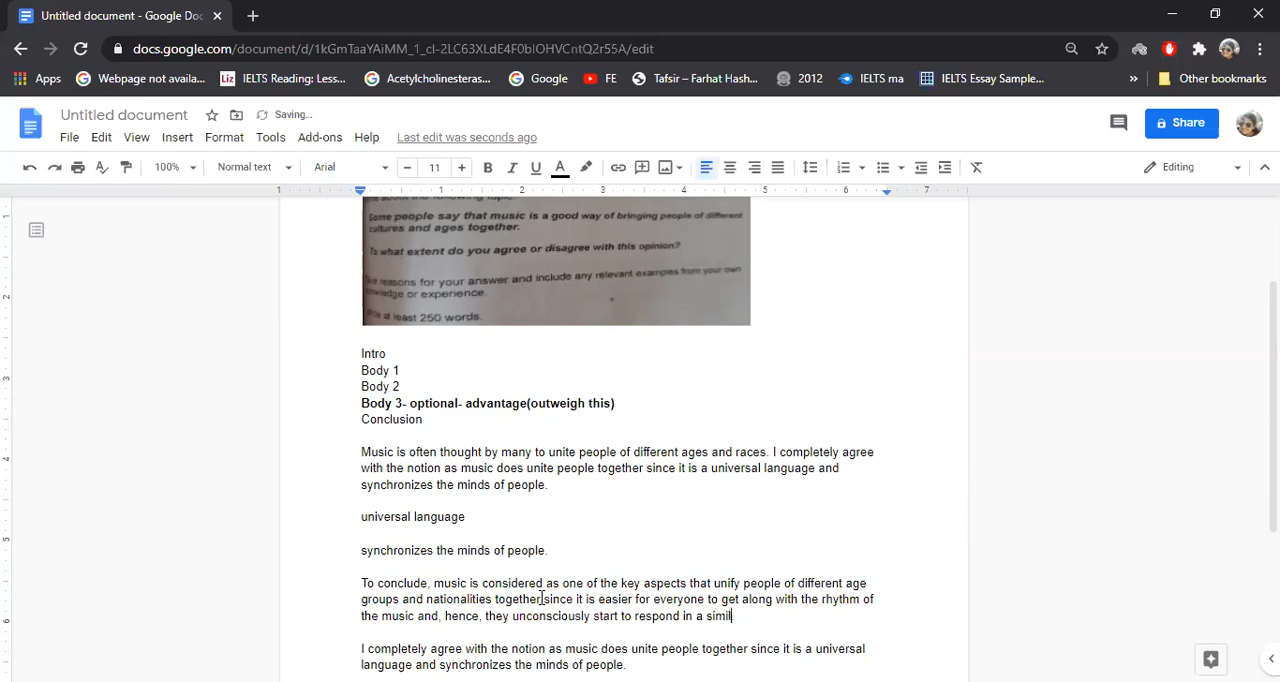 Untitled document - Google Doc
docs.google.com/document/d/1kGmTaaYAiMM_1_cl-2LC63XLdE4F0bIOHVCntQ2r55A/edit
Apps Webpage not availa... Liz IELTS Reading: Less... Acetylcholinesteras... Google FE Tafsir – Farhat Hash... 2012 IELTS ma IELTS Essay Sample... » Other bookmarks
Untitled document Saving...
File Edit View Insert Format Tools Add-ons Help Last edit was seconds ago
Share
100% Normal text Arial 11 B I U A Editing
1 1 2 3 4 5 6 7
Some people say that music is a good way of bringing people of different
cultures and ages together.
To what extent do you agree or disagree with this opinion?
reasons for your answer and include any relevant examples from your own
knowledge or experience.
at least 250 words.
Intro
Body 1
Body 2
Body 3- optional- advantage(outweigh this)
Conclusion
Music is often thought by many to unite people of different ages and races. I completely agree
with the notion as music does unite people together since it is a universal language and
synchronizes the minds of people.
universal language
synchronizes the minds of people.
To conclude, music is considered as one of the key aspects that unify people of different age
groups and nationalities together since it is easier for everyone to get along with the rhythm of
the music and, hence, they unconsciously start to respond in a simil
I completely agree with the notion as music does unite people together since it is a universal
language and synchronizes the minds of people.